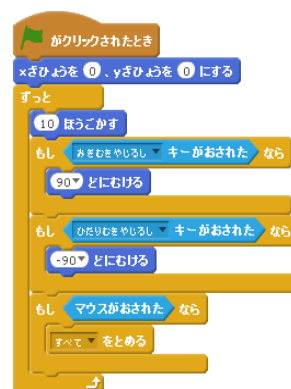 がクリックされたとき
xざひょうを 0 、yざひょうを 0 にする
ずっと
10 ほうごかす
もし みぎむきやじるし キーがおされた なら
90 どにむける
もし ひだりむきやじるし キーがおされた なら
-90 どにむける
もし マウスがおされた なら
すべて をとめる